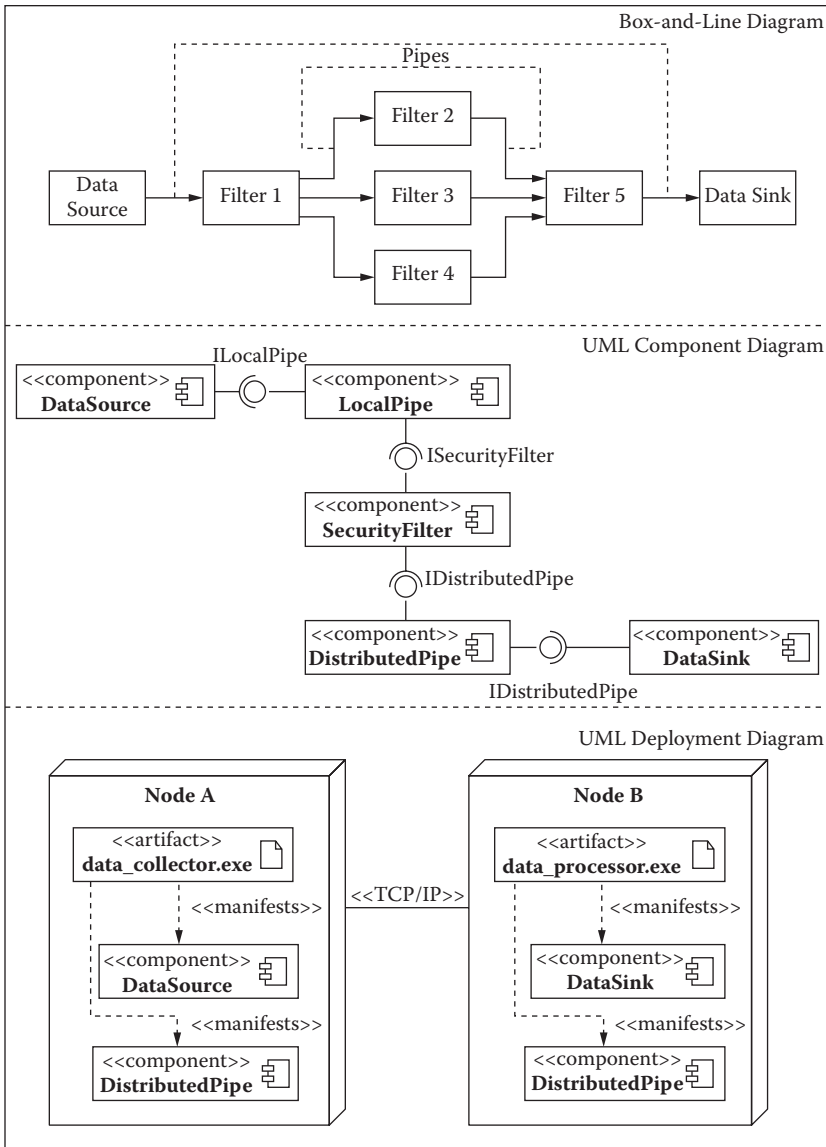 Box-and-Line Diagram
Pipes
Filter 2
Data
Source
Filter 1
Filter 3
Filter 5
Data Sink
Filter 4
UML Component Diagram
ILocalPipe
<<component>>
DataSource
<<component>>
LocalPipe
ISecurityFilter
<<component>>
SecurityFilter
IDistributedPipe
<<component>>
DistributedPipe
<<component>>
DataSink
IDistributedPipe
UML Deployment Diagram
Node A
<<artifact>>
data_collector.exe
<<manifests>>
<<component>>
DataSource
<<manifests>>
<<component>>
DistributedPipe
<<TCP/IP>>
Node B
<<artifact>>
data_processor.exe
<<manifests>>
<<component>>
DataSink
<<manifests>>
<<component>>
DistributedPipe